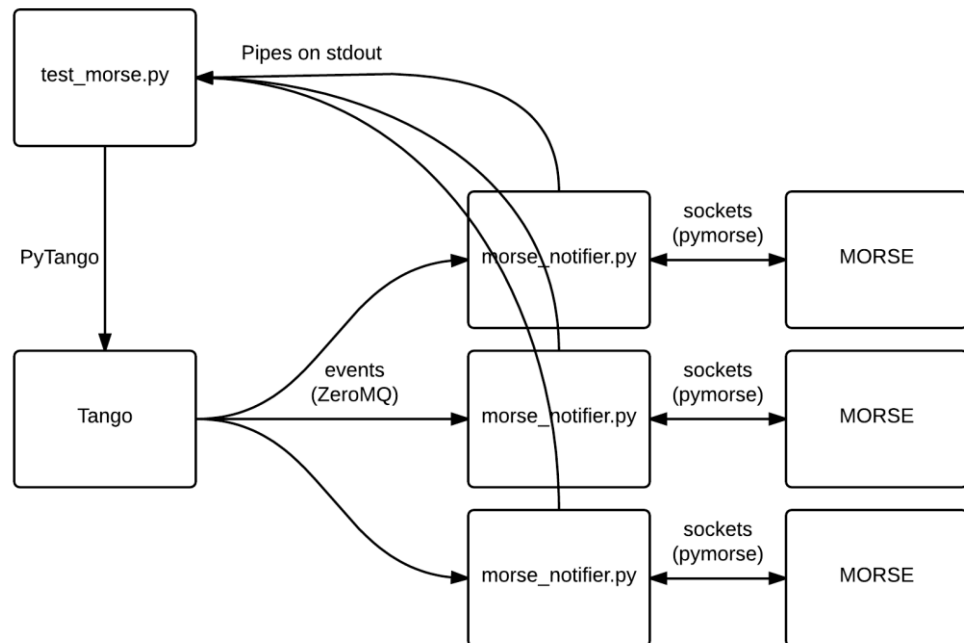 Pipes on stdout
test_morse.py
PyTango
morse_notifier.py
sockets
(pymorse)
MORSE
Tango
events
(ZeroMQ)
morse_notifier.py
sockets
(pymorse)
MORSE
morse_notifier.py
sockets
(pymorse)
MORSE